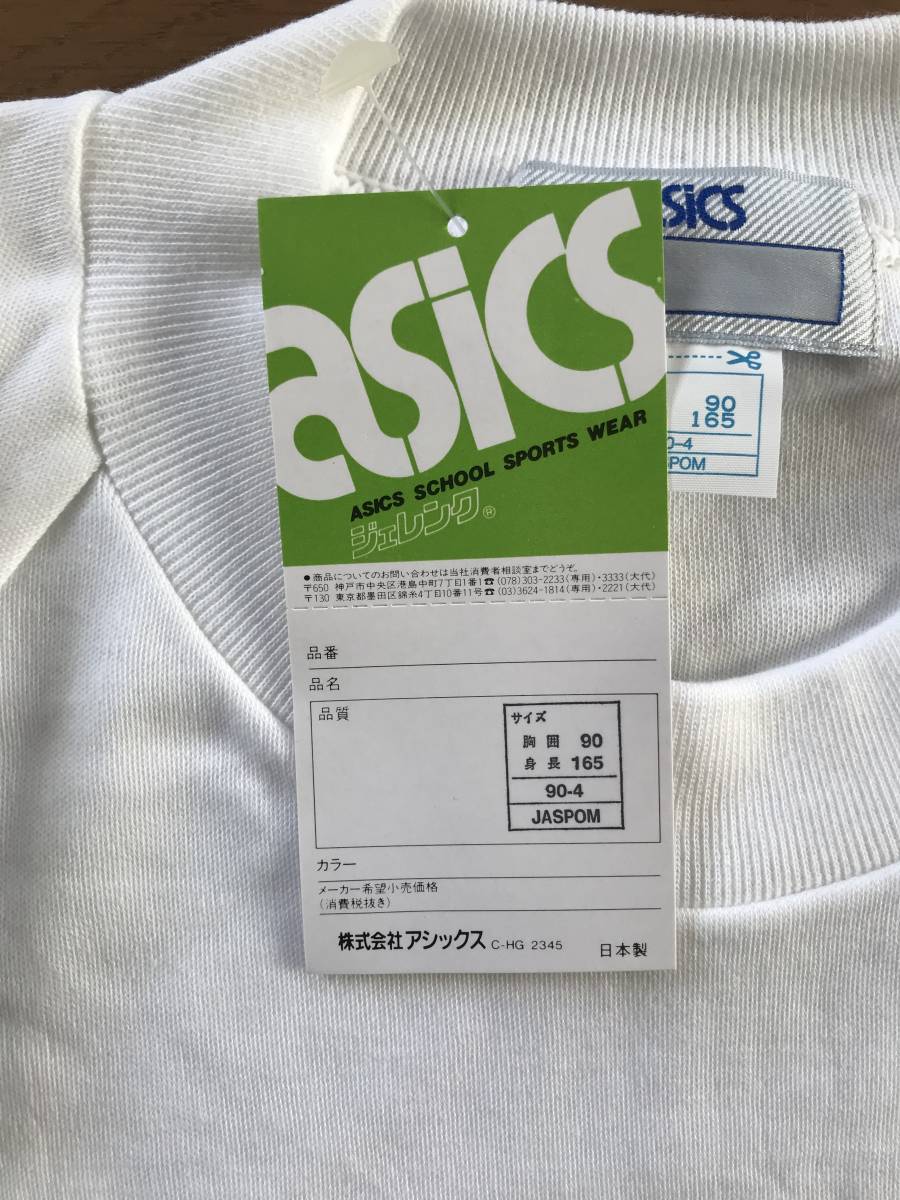 asics
ASICS SCHOOL SPORTS WEAR
ジェレンク®
●商品についてのお問い合わせは当社消費者相談室までどうぞ。
〒650 神戸市中央区港島中町7丁目1番1☎(078)303-2233(専用)・3333(大代)
〒130 東京都墨田区錦糸4丁目10番11号☎(03)3624-1814(専用)・2221(大代)
品番
品名
品質
サイズ
胸囲 90
身長 165
90-4
JASPOM
カラー
メーカー希望小売価格
(消費税抜き)
株式会社アシックス C-HG 2345 日本製
SiCS
90
165
0-4
POM